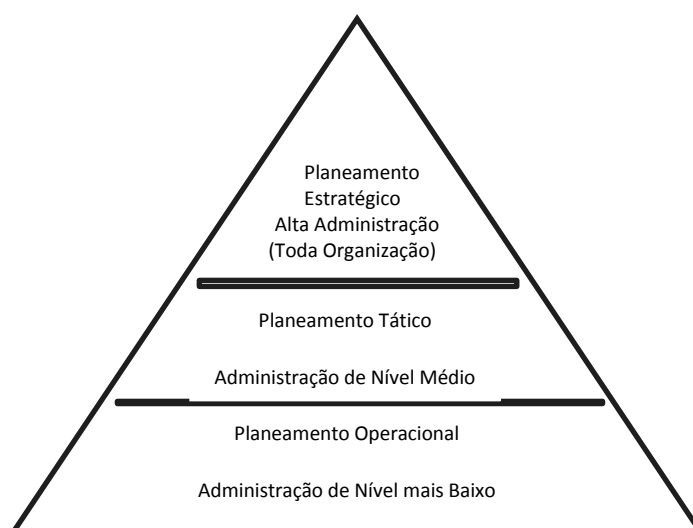 Planeamento
Estratégico
Alta Administração
(Toda Organização)
Planeamento Tático
Administração de Nível Médio
Planeamento Operacional
Administração de Nível mais Baixo